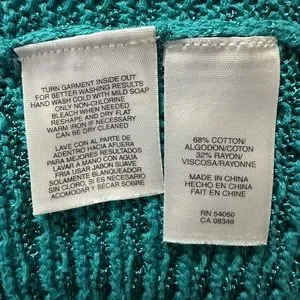 TURN GARMENT INSIDE OUT
FOR BETTER WASHING RESULTS
HAND WASH COLD WITH MILD SOAP
ONLY NON-CHLORINE
BLEACH WHEN NEEDED
RESHAPE AND DRY FLAT
WARM IRON IF NECESSARY
CAN BE DRY CLEANED
LAVE CON AL PARTO DE
ADENTRO HACIA AFUERA
PARA MEJORES RESULTADOS
LAVAR A MANO CON AGUA
FRIA USAR JABON SUAVE
SOLAMENTE BLANQUEADOR
SIN CLORO, SI ES NECESARIO
ACOMODAR Y SECAR SOBRE
68% COTTON/
ALGODON/COTON
32% RAYON/
VISCOSA/RAYONNE
MADE IN CHINA
HECHO EN CHINA
FAIT EN CHINE
RN 54050
CA 08349